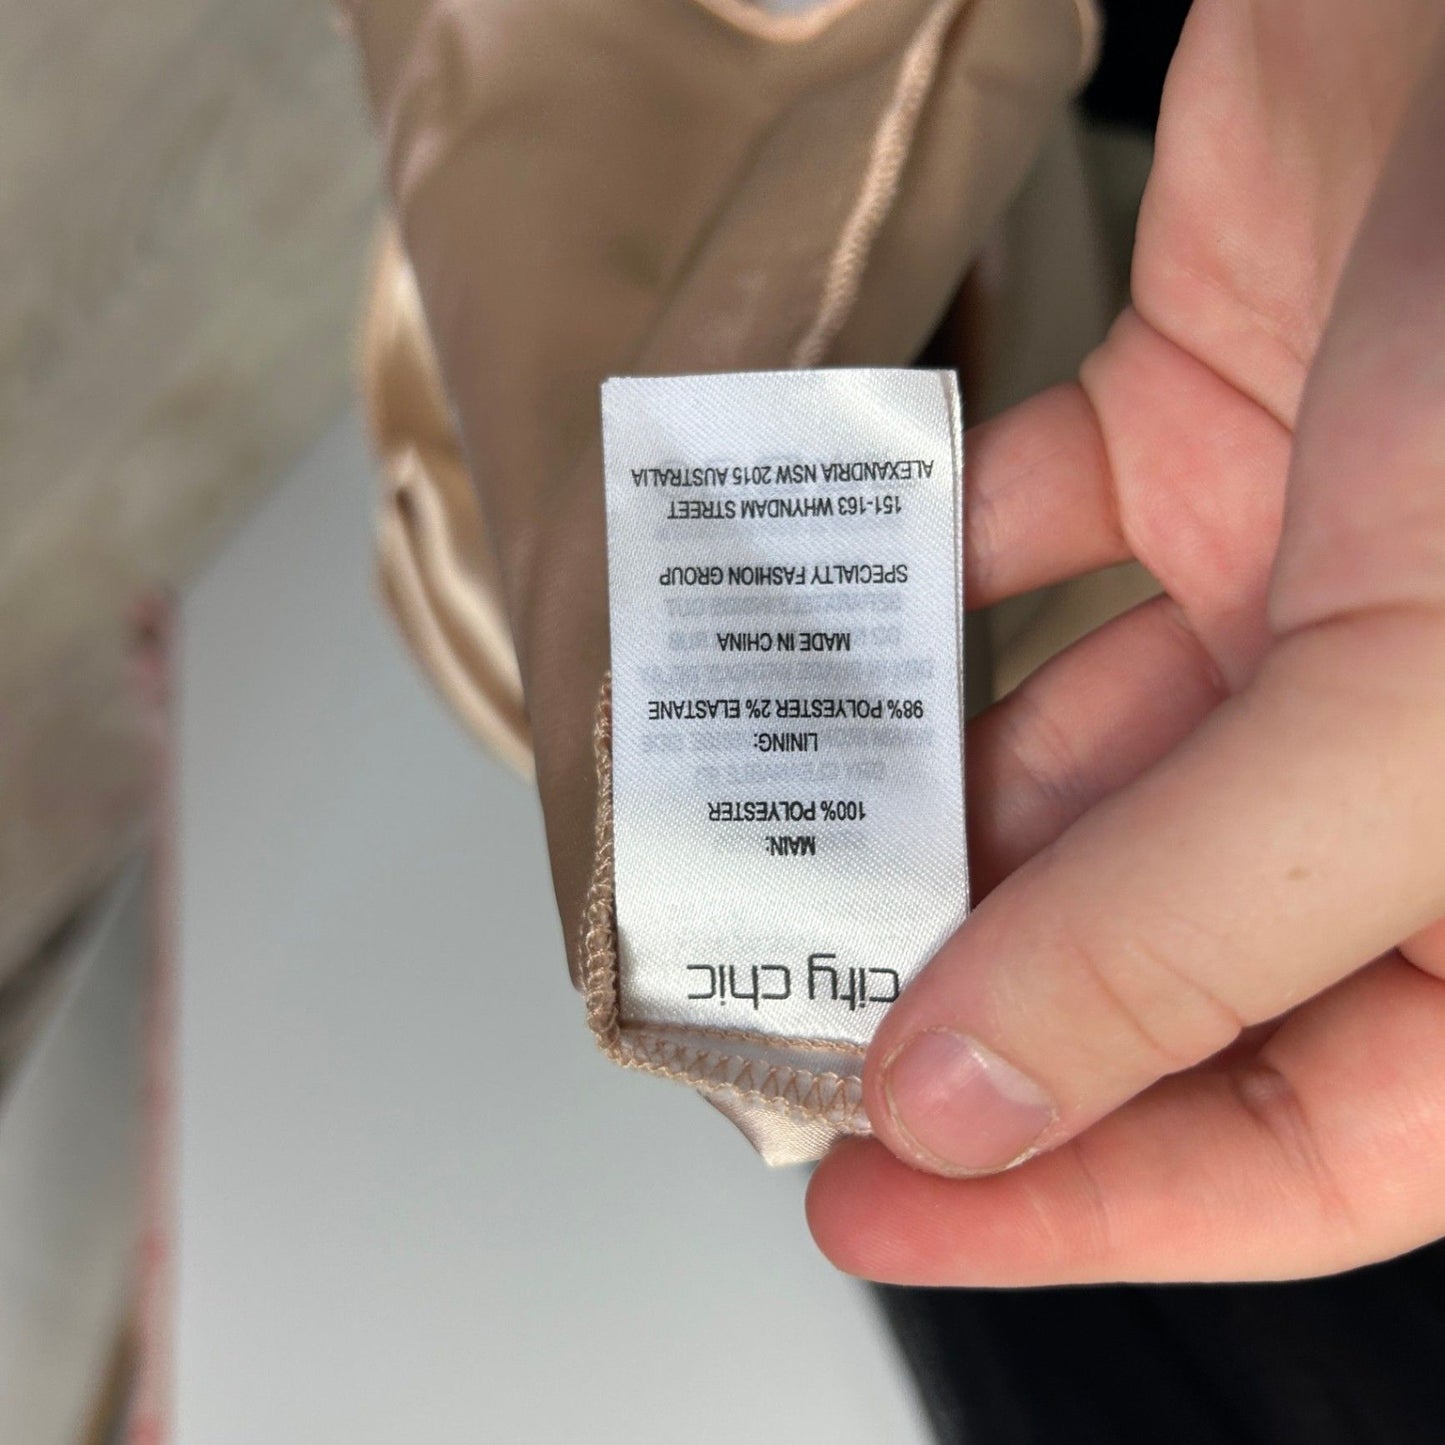 city chic
MAIN:
100% POLYESTER
LINING:
98% POLYESTER 2% ELASTANE
MADE IN CHINA
SPECIALTY FASHION GROUP
151-163 WHYNDAM STREET
ALEXANDRIA NSW 2015 AUSTRALIA